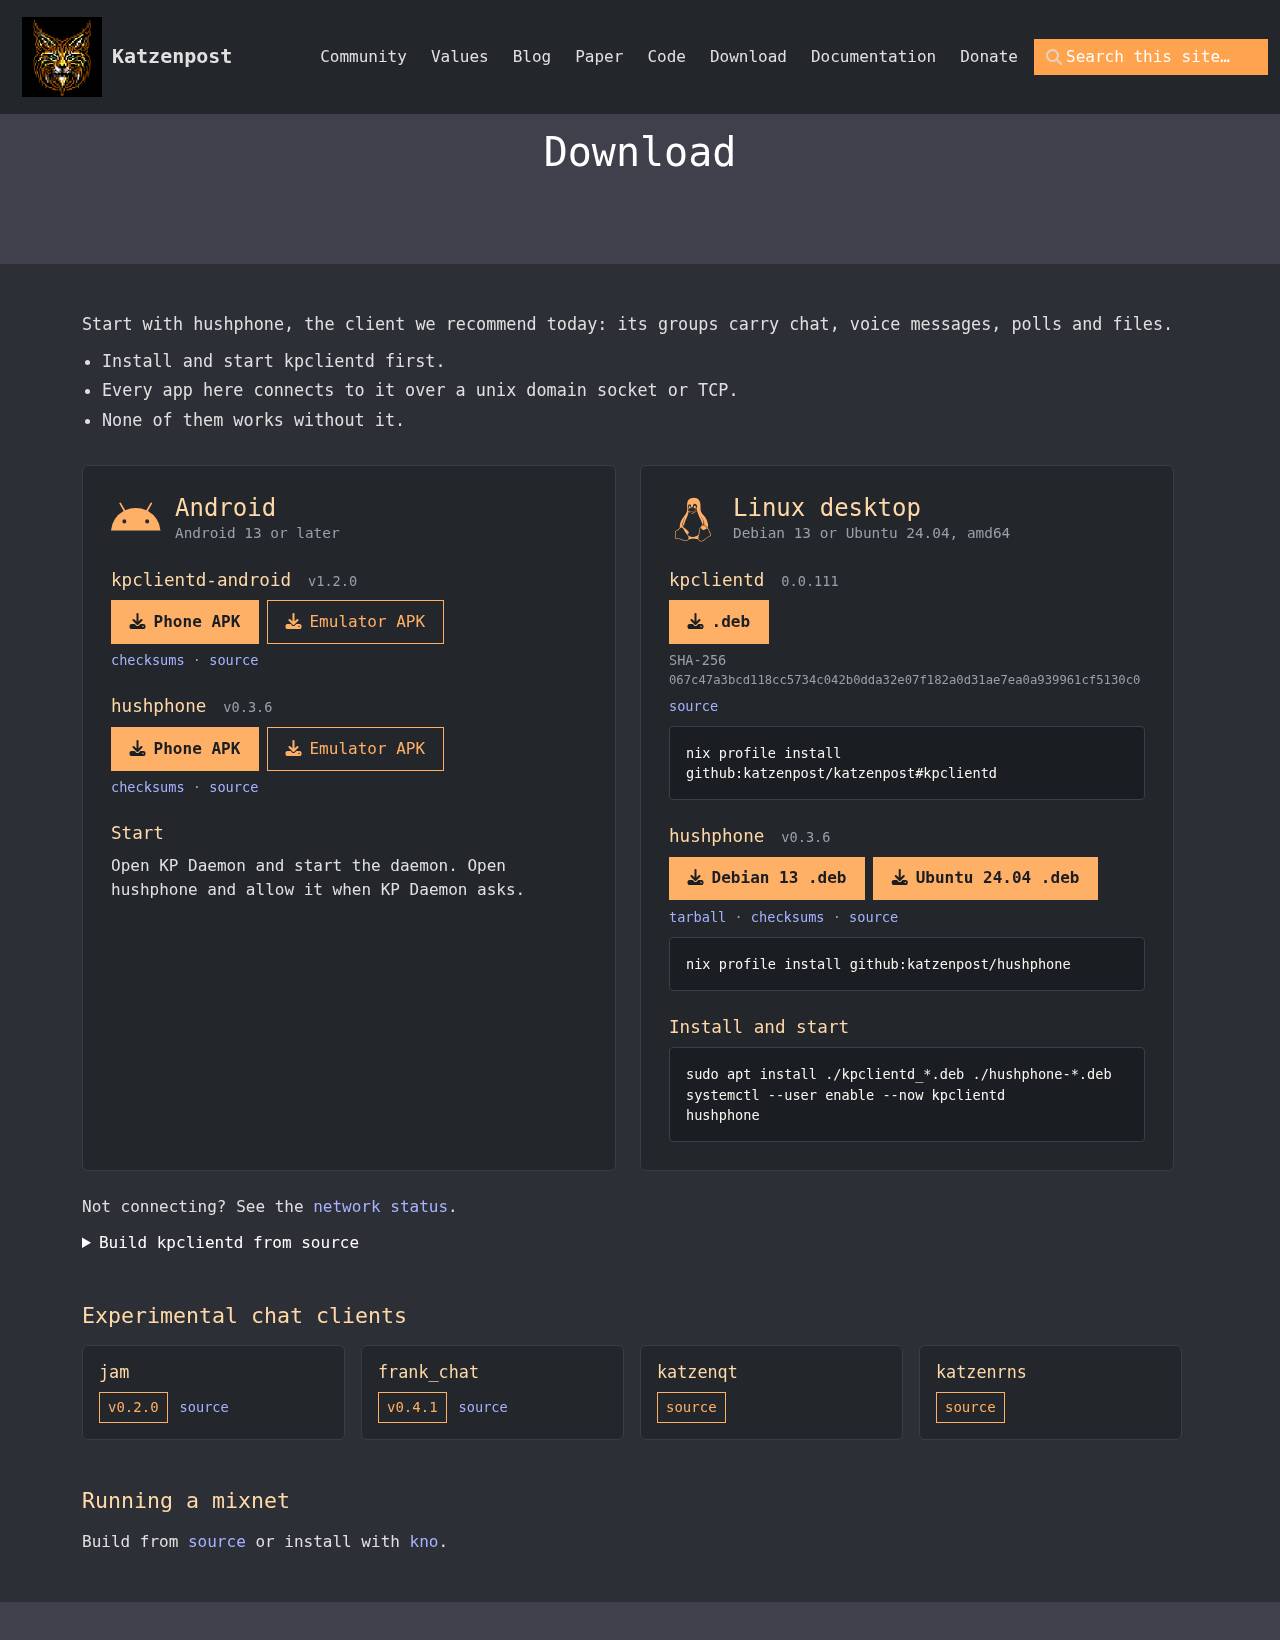 Katzenpost
Community Values Blog Paper Code Download Documentation Donate Search this site…
Download
Start with hushphone, the client we recommend today: its groups carry chat, voice messages, polls and files.
• Install and start kpclientd first.
• Every app here connects to it over a unix domain socket or TCP.
• None of them works without it.
Android
Android 13 or later
kpclientd-android v1.2.0
Phone APK Emulator APK
checksums · source
hushphone v0.3.6
Phone APK Emulator APK
checksums · source
Start
Open KP Daemon and start the daemon. Open
hushphone and allow it when KP Daemon asks.
Linux desktop
Debian 13 or Ubuntu 24.04, amd64
kpclientd 0.0.111
.deb
SHA-256
067c47a3bcd118cc5734c042b0dda32e07f182a0d31ae7ea0a939961cf5130c0
source
nix profile install
github:katzenpost/katzenpost#kpclientd
hushphone v0.3.6
Debian 13 .deb Ubuntu 24.04 .deb
tarball · checksums · source
nix profile install github:katzenpost/hushphone
Install and start
sudo apt install ./kpclientd_*.deb ./hushphone-*.deb
systemctl --user enable --now kpclientd
hushphone
Not connecting? See the network status.
Build kpclientd from source
Experimental chat clients
jam
v0.2.0 source
frank_chat
v0.4.1 source
katzenqt
source
katzenrns
source
Running a mixnet
Build from source or install with kno.